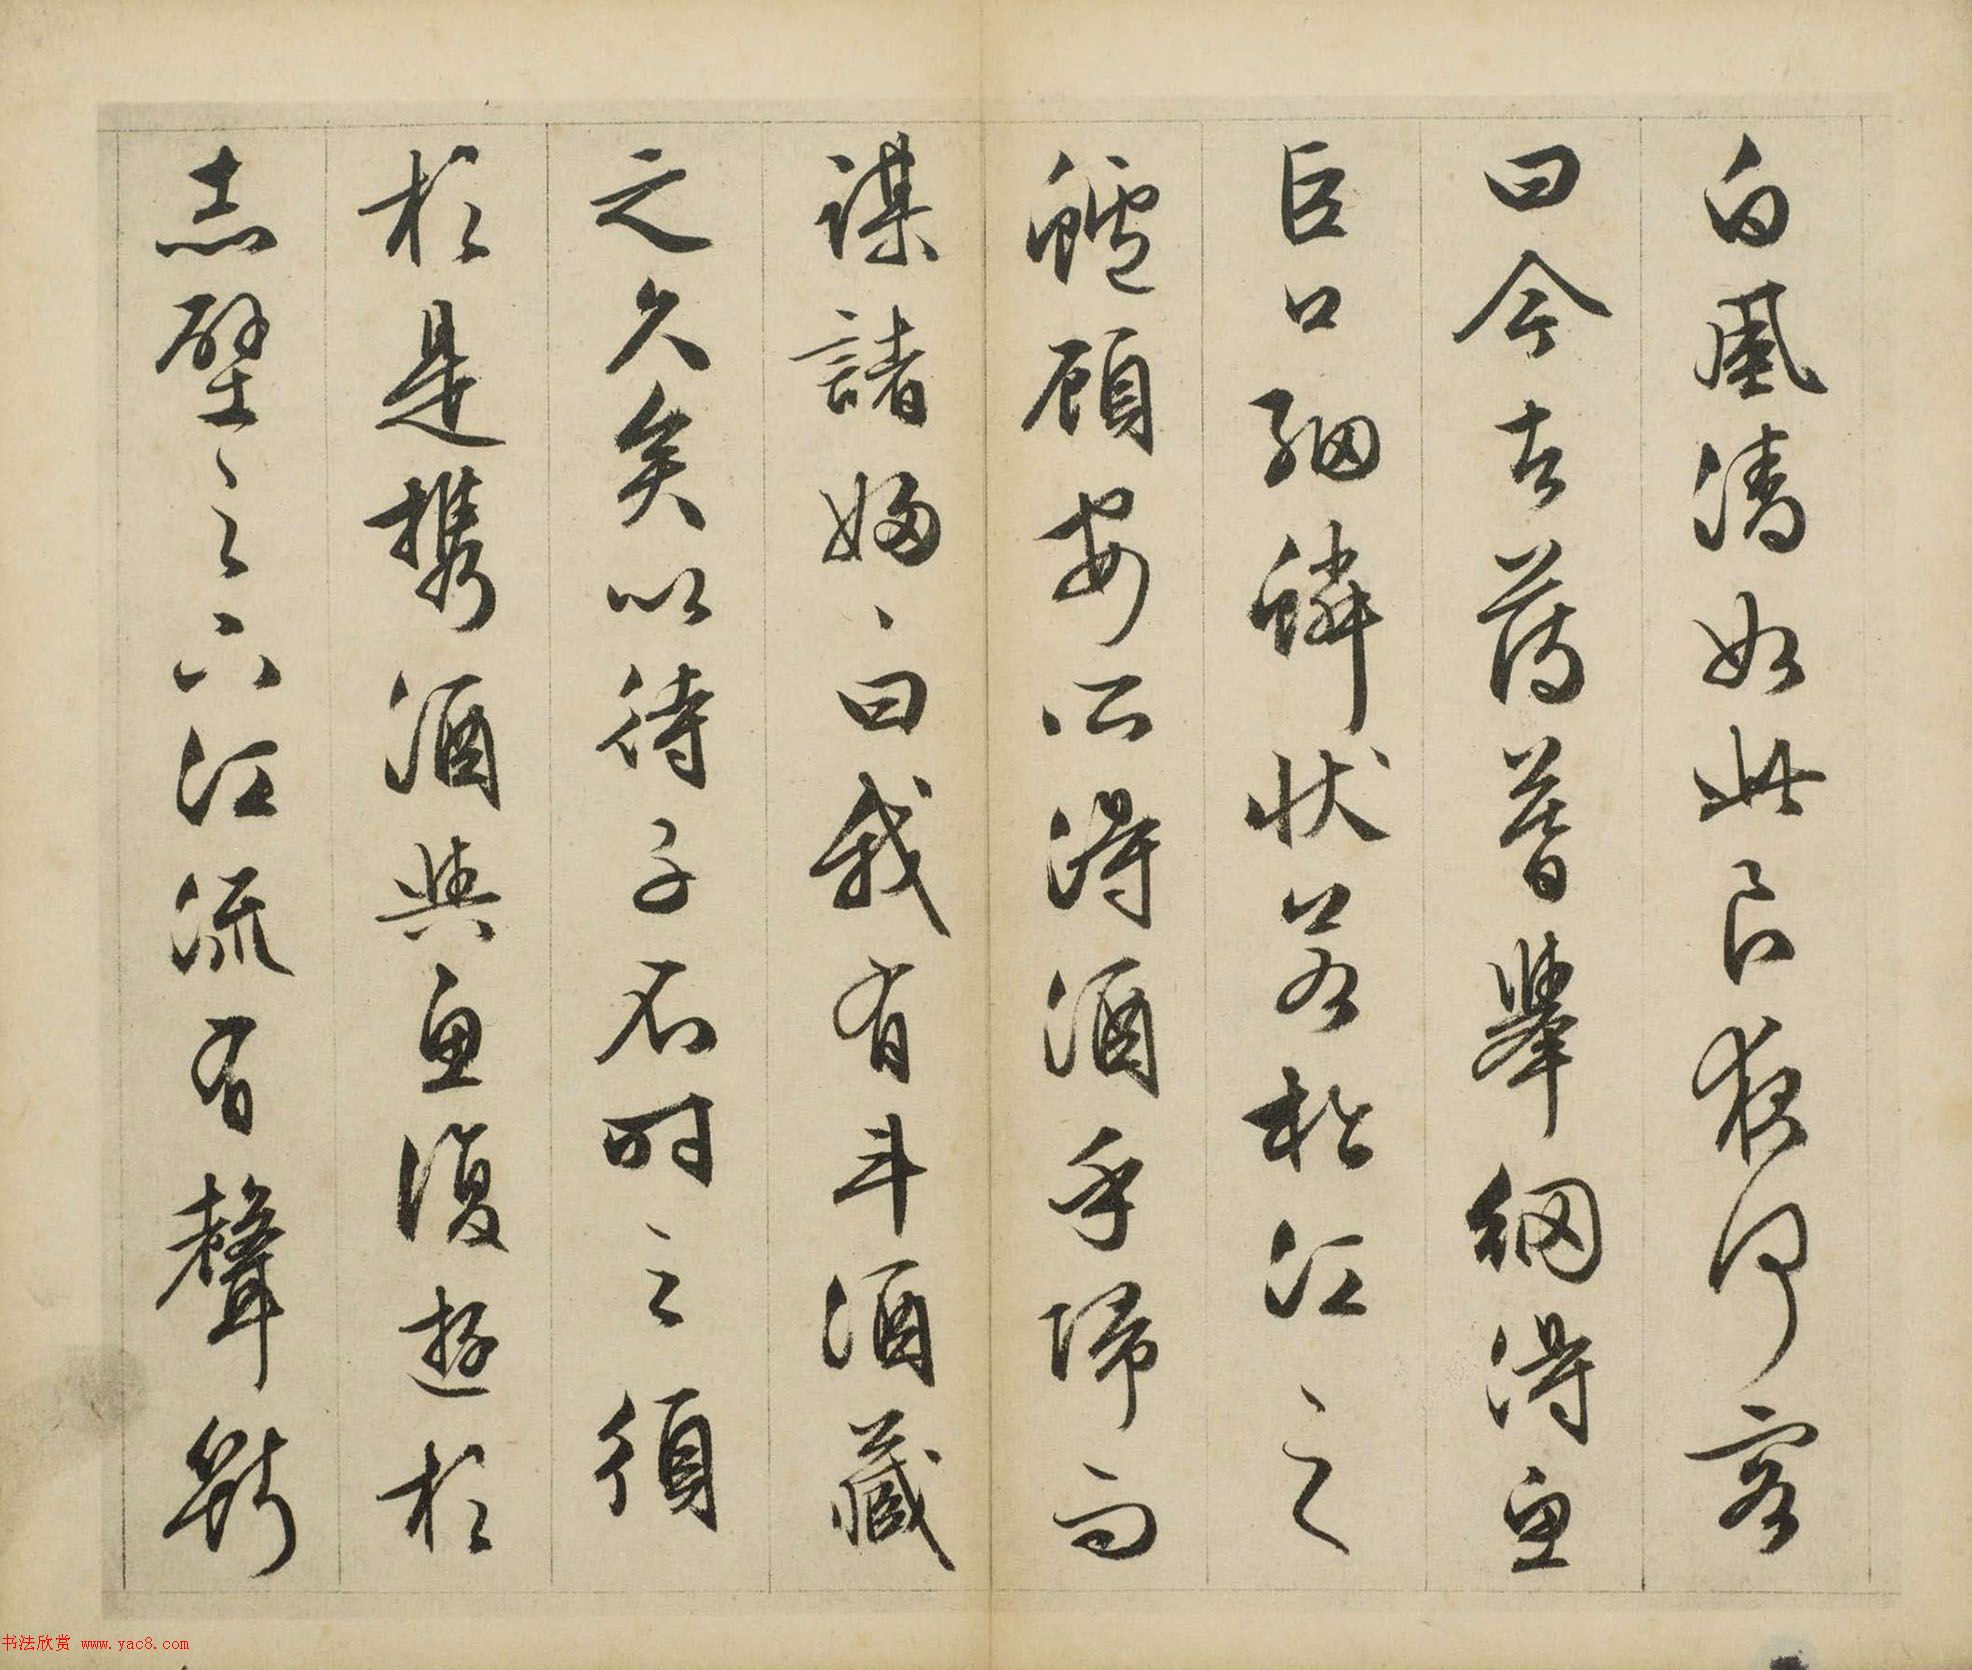 白風清如此良夜何客
曰今者薄暮舉網得魚
巨口細鱗狀如松江之
鱸顧安所得酒乎歸而
謀諸婦〻曰我有斗酒藏
之久矣以待子不時之須
於是携酒與魚復遊於
赤壁之下江流有聲斷
书法欣赏 www.yac8.com